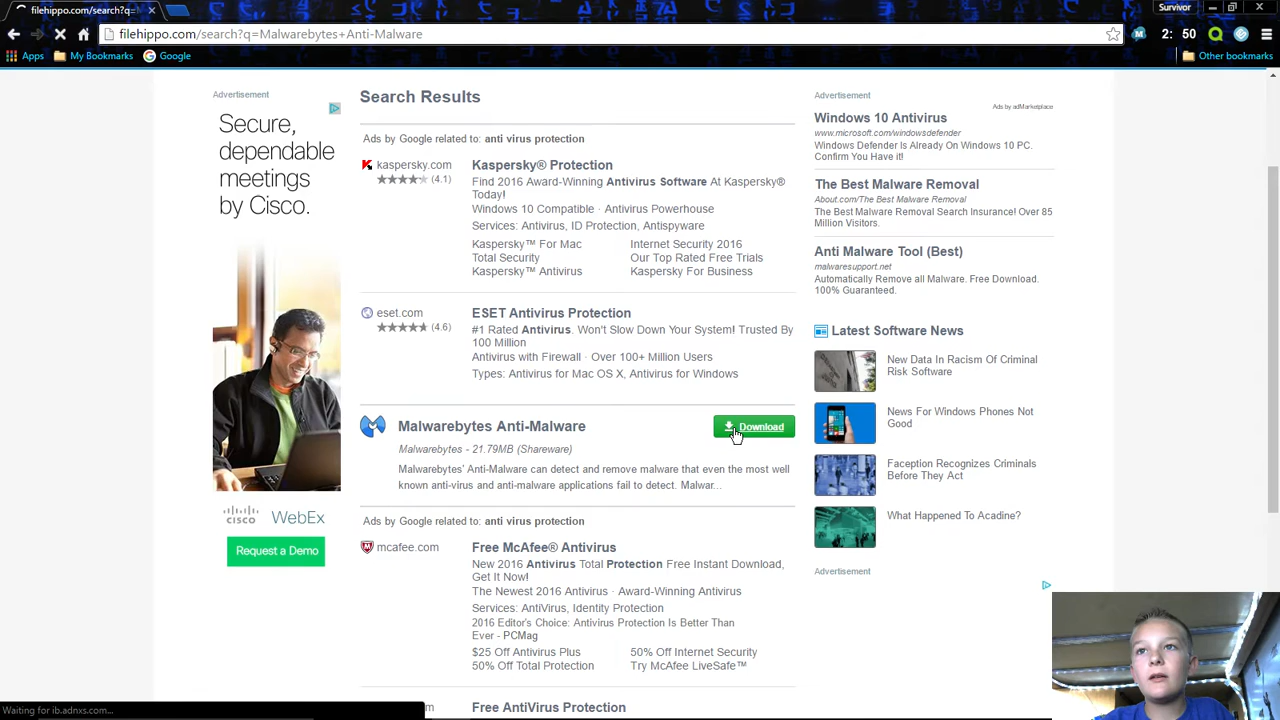 filehippo.com/search?q=
Survivor
filehippo.com/search?q=Malwarebytes+Anti-Malware
2: 50
Apps
My Bookmarks
Google
Other bookmarks
Advertisement
Secure,
dependable
meetings
by Cisco.
cisco WebEx
Request a Demo
Search Results
Ads by Google related to: anti virus protection
kaspersky.com
(4.1)
Kaspersky® Protection
Find 2016 Award-Winning Antivirus Software At Kaspersky®
Today!
Windows 10 Compatible · Antivirus Powerhouse
Services: Antivirus, ID Protection, Antispyware
Kaspersky™ For Mac Internet Security 2016
Total Security Our Top Rated Free Trials
Kaspersky™ Antivirus Kaspersky For Business
eset.com
(4.6)
ESET Antivirus Protection
#1 Rated Antivirus. Won't Slow Down Your System! Trusted By
100 Million
Antivirus with Firewall · Over 100+ Million Users
Types: Antivirus for Mac OS X, Antivirus for Windows
Malwarebytes Anti-Malware
Download
Malwarebytes - 21.79MB (Shareware)
Malwarebytes' Anti-Malware can detect and remove malware that even the most well
known anti-virus and anti-malware applications fail to detect. Malwar...
Ads by Google related to: anti virus protection
mcafee.com
Free McAfee® Antivirus
New 2016 Antivirus Total Protection Free Instant Download,
Get It Now!
The Newest 2016 Antivirus · Award-Winning Antivirus
Services: AntiVirus, Identity Protection
2016 Editor's Choice: Antivirus Protection Is Better Than
Ever - PCMag
$25 Off Antivirus Plus 50% Off Internet Security
50% Off Total Protection Try McAfee LiveSafe™
Free AntiVirus Protection
Advertisement
Ads by adMarketplace
Windows 10 Antivirus
www.microsoft.com/windowsdefender
Windows Defender Is Already On Windows 10 PC.
Confirm You Have it!
The Best Malware Removal
About.com/The Best Malware Removal
The Best Malware Removal Search Insurance! Over 85
Million Visitors.
Anti Malware Tool (Best)
malwaresupport.net
Automatically Remove all Malware. Free Download.
100% Guaranteed.
Latest Software News
New Data In Racism Of Criminal
Risk Software
News For Windows Phones Not
Good
Faception Recognizes Criminals
Before They Act
What Happened To Acadine?
Advertisement
Waiting for ib.adnxs.com...